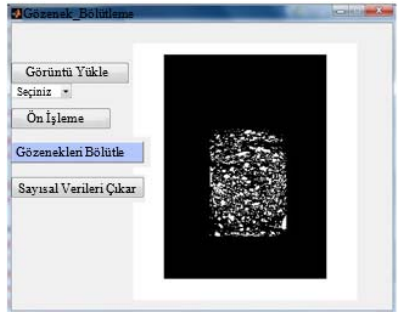 Gözenek_Bölütleme
Görüntü Yükle
Seçiniz
Ön İşleme
Gözenekleri Bölütle
Sayısal Verileri Çıkar